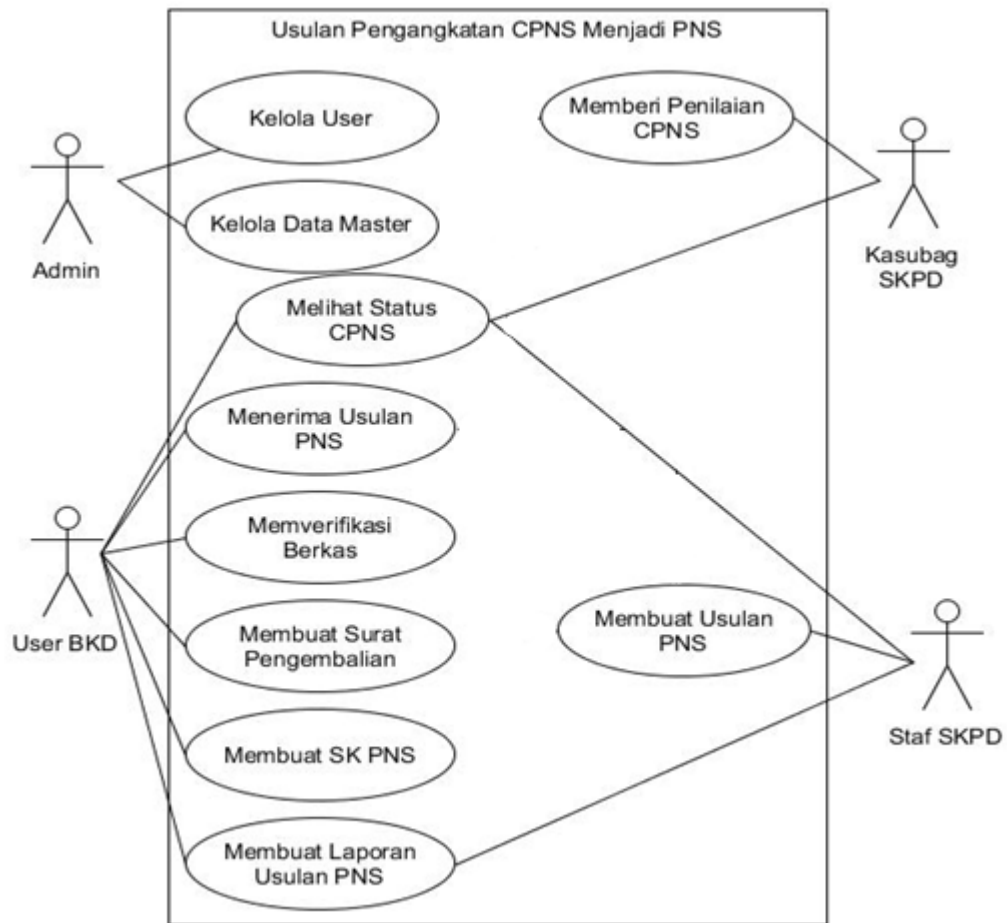 Usulan Pengangkatan CPNS Menjadi PNS
Kelola User
Memberi Penilaian
CPNS
Admin
Kelola Data Master
Kasubag
SKPD
Melihat Status
CPNS
Menerima Usulan
PNS
Memverifikasi
Berkas
User BKD
Membuat Surat
Pengembalian
Membuat Usulan
PNS
Staf SKPD
Membuat SK PNS
Membuat Laporan
Usulan PNS